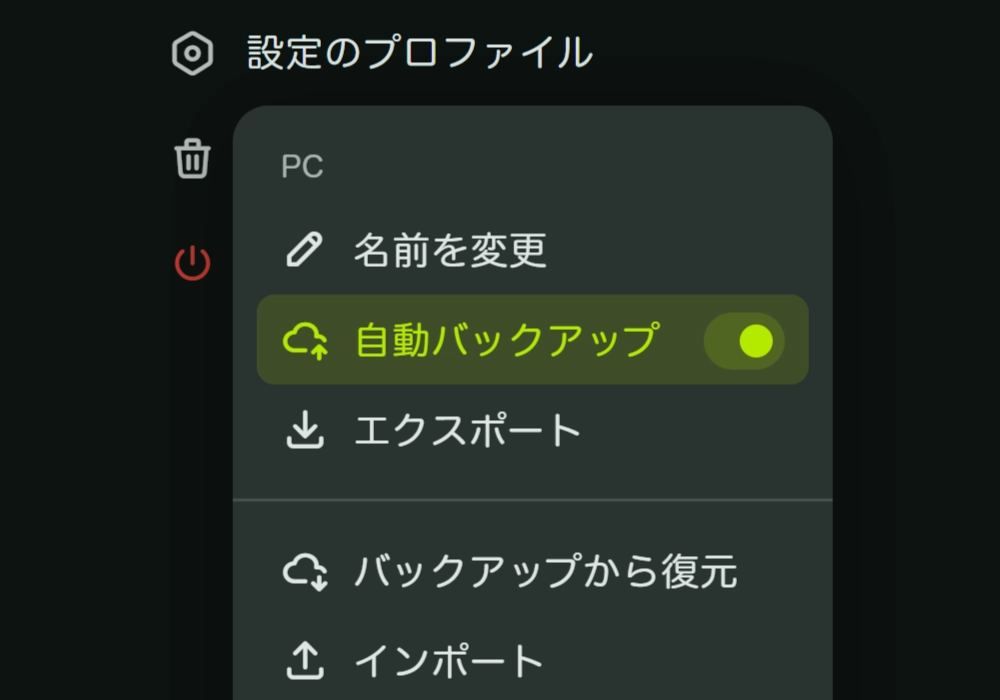 設定のプロファイル
PC
名前を変更
自動バックアップ
エクスポート
バックアップから復元
インポート